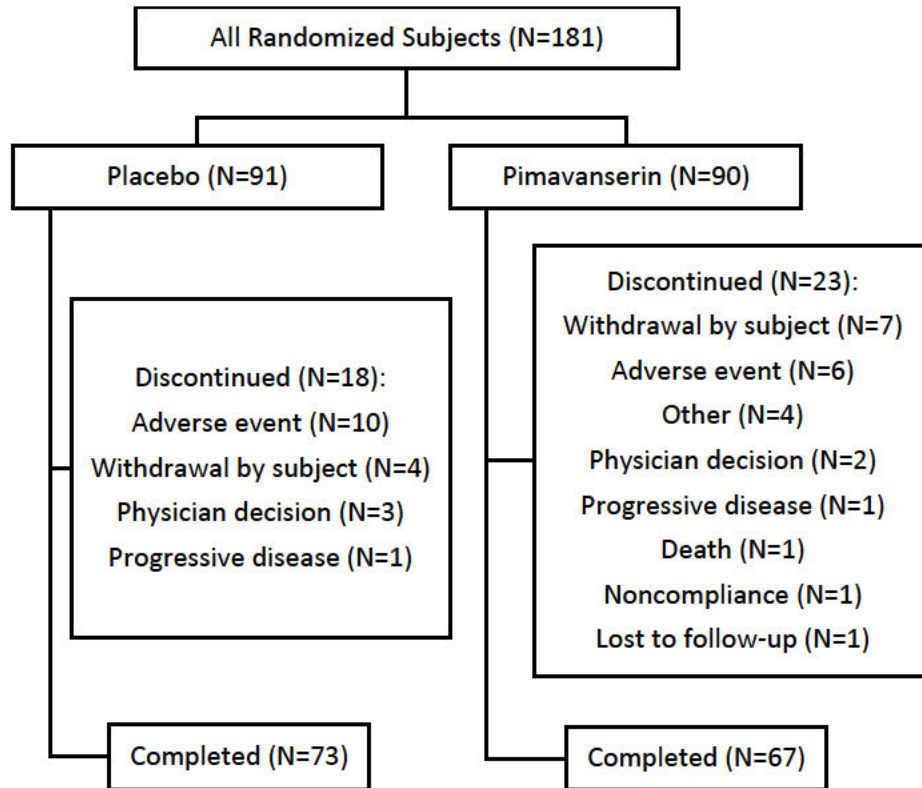 All Randomized Subjects (N=181)
Placebo (N=91)
Pimavanserin (N=90)
Discontinued (N=18):
Adverse event (N=10)
Withdrawal by subject (N=4)
Physician decision (N=3)
Progressive disease (N=1)
Discontinued (N=23):
Withdrawal by subject (N=7)
Adverse event (N=6)
Other (N=4)
Physician decision (N=2)
Progressive disease (N=1)
Death (N=1)
Noncompliance (N=1)
Lost to follow-up (N=1)
Completed (N=73)
Completed (N=67)